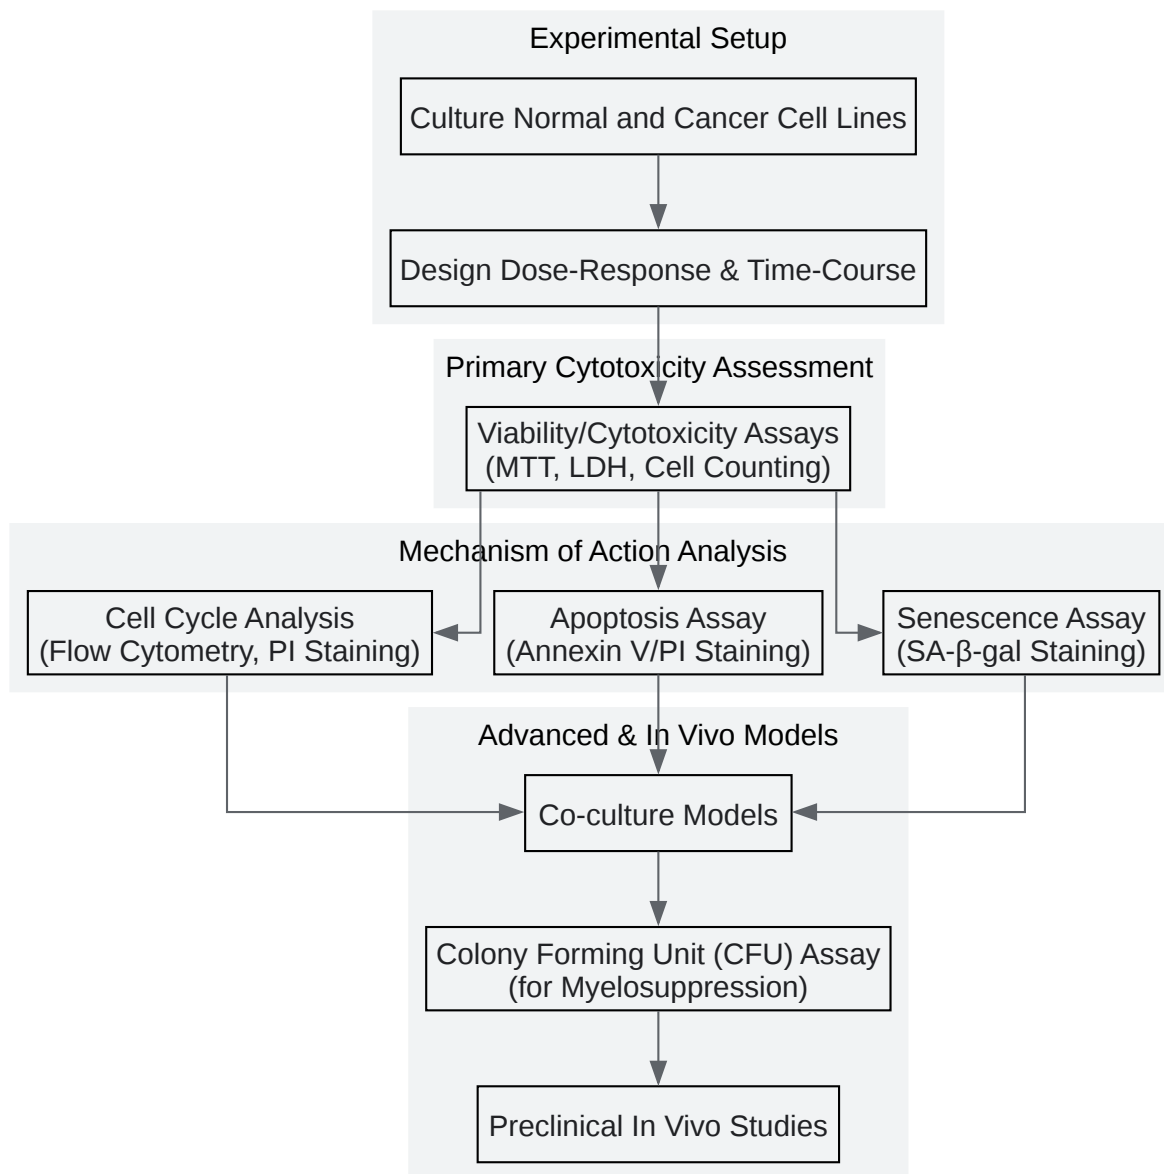 Experimental Setup
Culture Normal and Cancer Cell Lines
Design Dose-Response & Time-Course
Primary Cytotoxicity Assessment
Viability/Cytotoxicity Assays
(MTT, LDH, Cell Counting)
Mechanism of Action Analysis
Cell Cycle Analysis
(Flow Cytometry, PI Staining)
Apoptosis Assay
(Annexin V/PI Staining)
Senescence Assay
(SA-β-gal Staining)
Advanced & In Vivo Models
Co-culture Models
Colony Forming Unit (CFU) Assay
(for Myelosuppression)
Preclinical In Vivo Studies